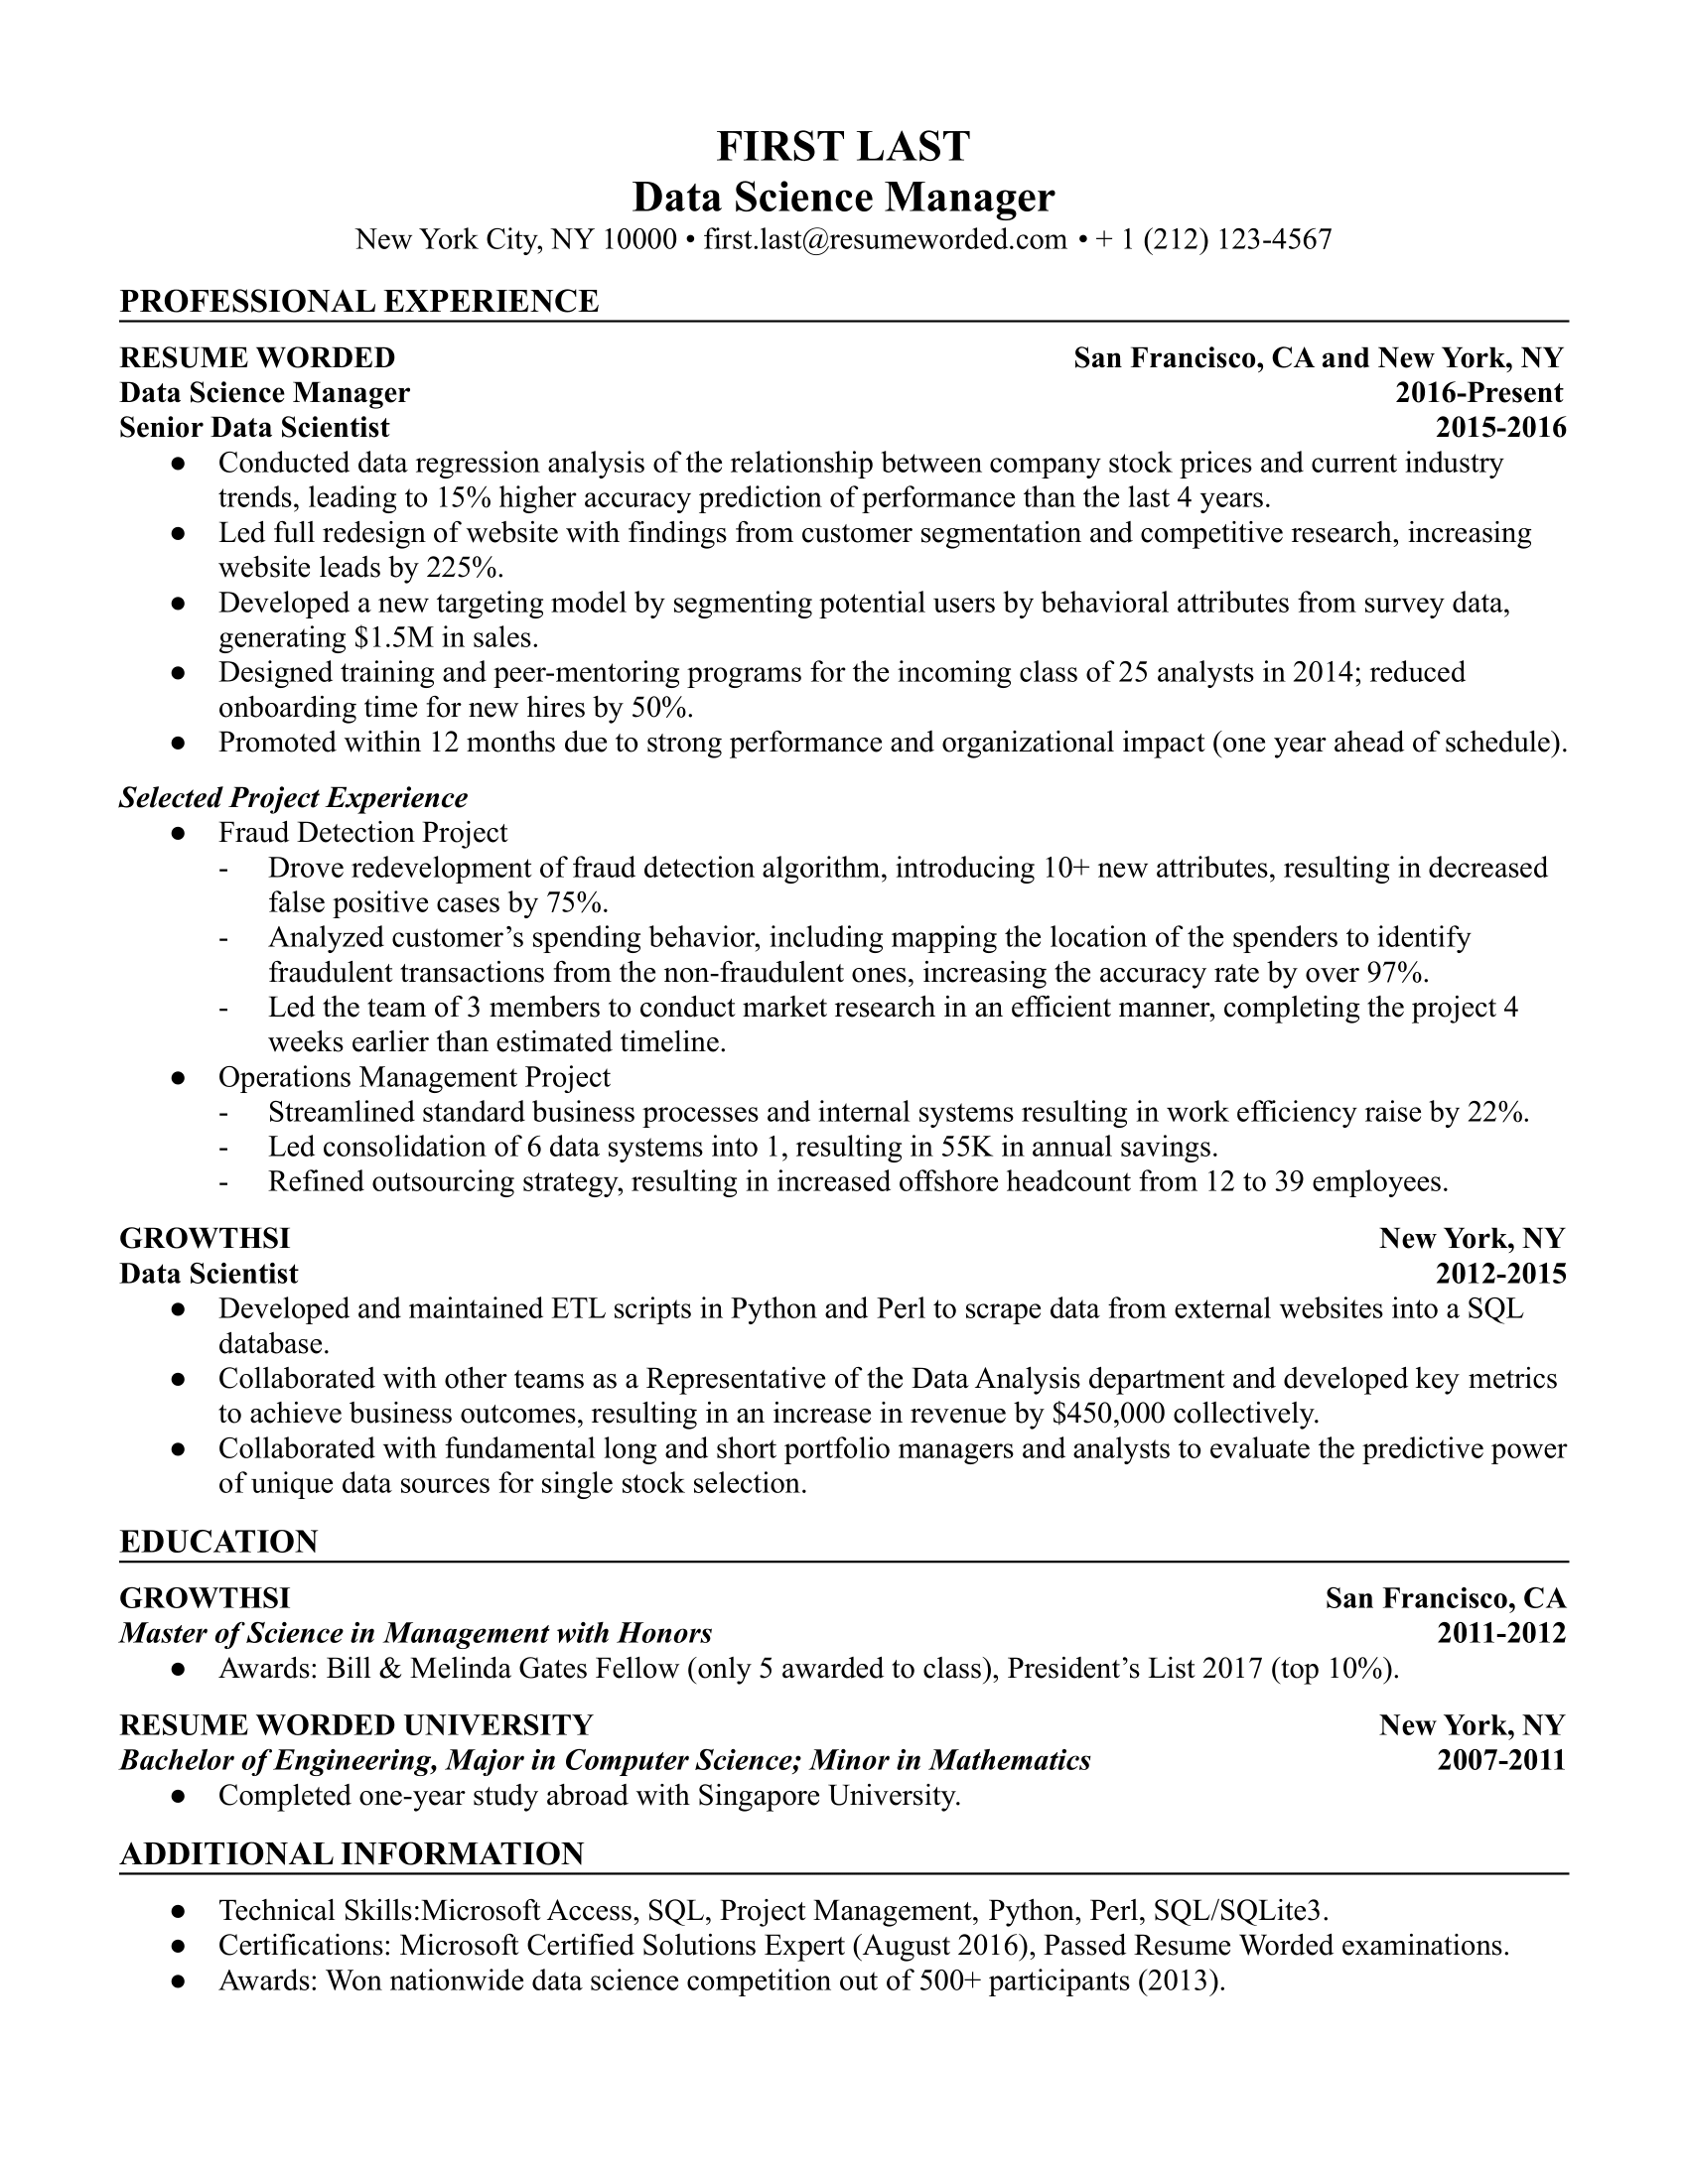 FIRST LAST
Data Science Manager
New York City, NY 10000 • first.last@resumeworded.com • + 1 (212) 123-4567
PROFESSIONAL EXPERIENCE
RESUME WORDED San Francisco, CA and New York, NY
Data Science Manager 2016-Present
Senior Data Scientist 2015-2016
● Conducted data regression analysis of the relationship between company stock prices and current industry
trends, leading to 15% higher accuracy prediction of performance than the last 4 years.
● Led full redesign of website with findings from customer segmentation and competitive research, increasing
website leads by 225%.
● Developed a new targeting model by segmenting potential users by behavioral attributes from survey data,
generating $1.5M in sales.
● Designed training and peer-mentoring programs for the incoming class of 25 analysts in 2014; reduced
onboarding time for new hires by 50%.
● Promoted within 12 months due to strong performance and organizational impact (one year ahead of schedule).
Selected Project Experience
● Fraud Detection Project
- Drove redevelopment of fraud detection algorithm, introducing 10+ new attributes, resulting in decreased
false positive cases by 75%.
- Analyzed customer’s spending behavior, including mapping the location of the spenders to identify
fraudulent transactions from the non-fraudulent ones, increasing the accuracy rate by over 97%.
- Led the team of 3 members to conduct market research in an efficient manner, completing the project 4
weeks earlier than estimated timeline.
● Operations Management Project
- Streamlined standard business processes and internal systems resulting in work efficiency raise by 22%.
- Led consolidation of 6 data systems into 1, resulting in 55K in annual savings.
- Refined outsourcing strategy, resulting in increased offshore headcount from 12 to 39 employees.
GROWTHSI New York, NY
Data Scientist 2012-2015
● Developed and maintained ETL scripts in Python and Perl to scrape data from external websites into a SQL
database.
● Collaborated with other teams as a Representative of the Data Analysis department and developed key metrics
to achieve business outcomes, resulting in an increase in revenue by $450,000 collectively.
● Collaborated with fundamental long and short portfolio managers and analysts to evaluate the predictive power
of unique data sources for single stock selection.
EDUCATION
GROWTHSI San Francisco, CA
Master of Science in Management with Honors 2011-2012
● Awards: Bill & Melinda Gates Fellow (only 5 awarded to class), President’s List 2017 (top 10%).
RESUME WORDED UNIVERSITY New York, NY
Bachelor of Engineering, Major in Computer Science; Minor in Mathematics 2007-2011
● Completed one-year study abroad with Singapore University.
ADDITIONAL INFORMATION
● Technical Skills:Microsoft Access, SQL, Project Management, Python, Perl, SQL/SQLite3.
● Certifications: Microsoft Certified Solutions Expert (August 2016), Passed Resume Worded examinations.
● Awards: Won nationwide data science competition out of 500+ participants (2013).